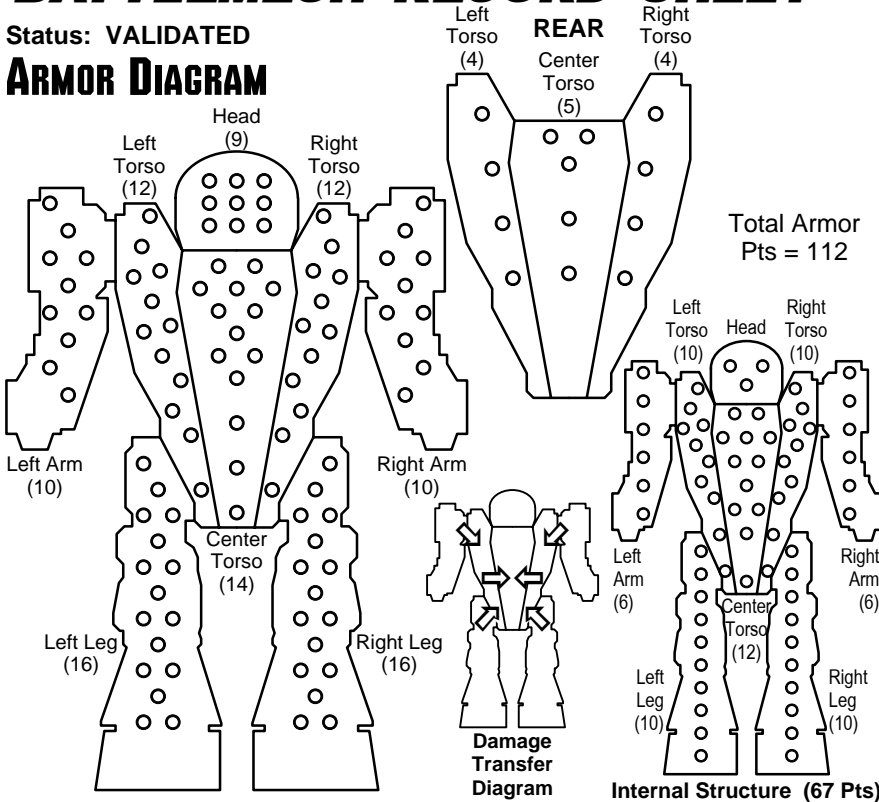 BATTLEMECH RECORD SHEET
Status: VALIDATED
ARMOR DIAGRAM
Head
(9)
Left
Torso
(12)
Right
Torso
(12)
Left Arm
(10)
Right Arm
(10)
Center
Torso
(14)
Left Leg
(16)
Right Leg
(16)
Left
Torso
(4)
REAR
Right
Torso
(4)
Center
Torso
(5)
Total Armor
Pts = 112
Left
Torso
(10)
Head
Right
Torso
(10)
Left
Arm
(6)
Right
Arm
(6)
Center
Torso
(12)
Left
Leg
(10)
Right
Leg
(10)
Damage
Transfer
Diagram
Internal Structure (67 Pts)